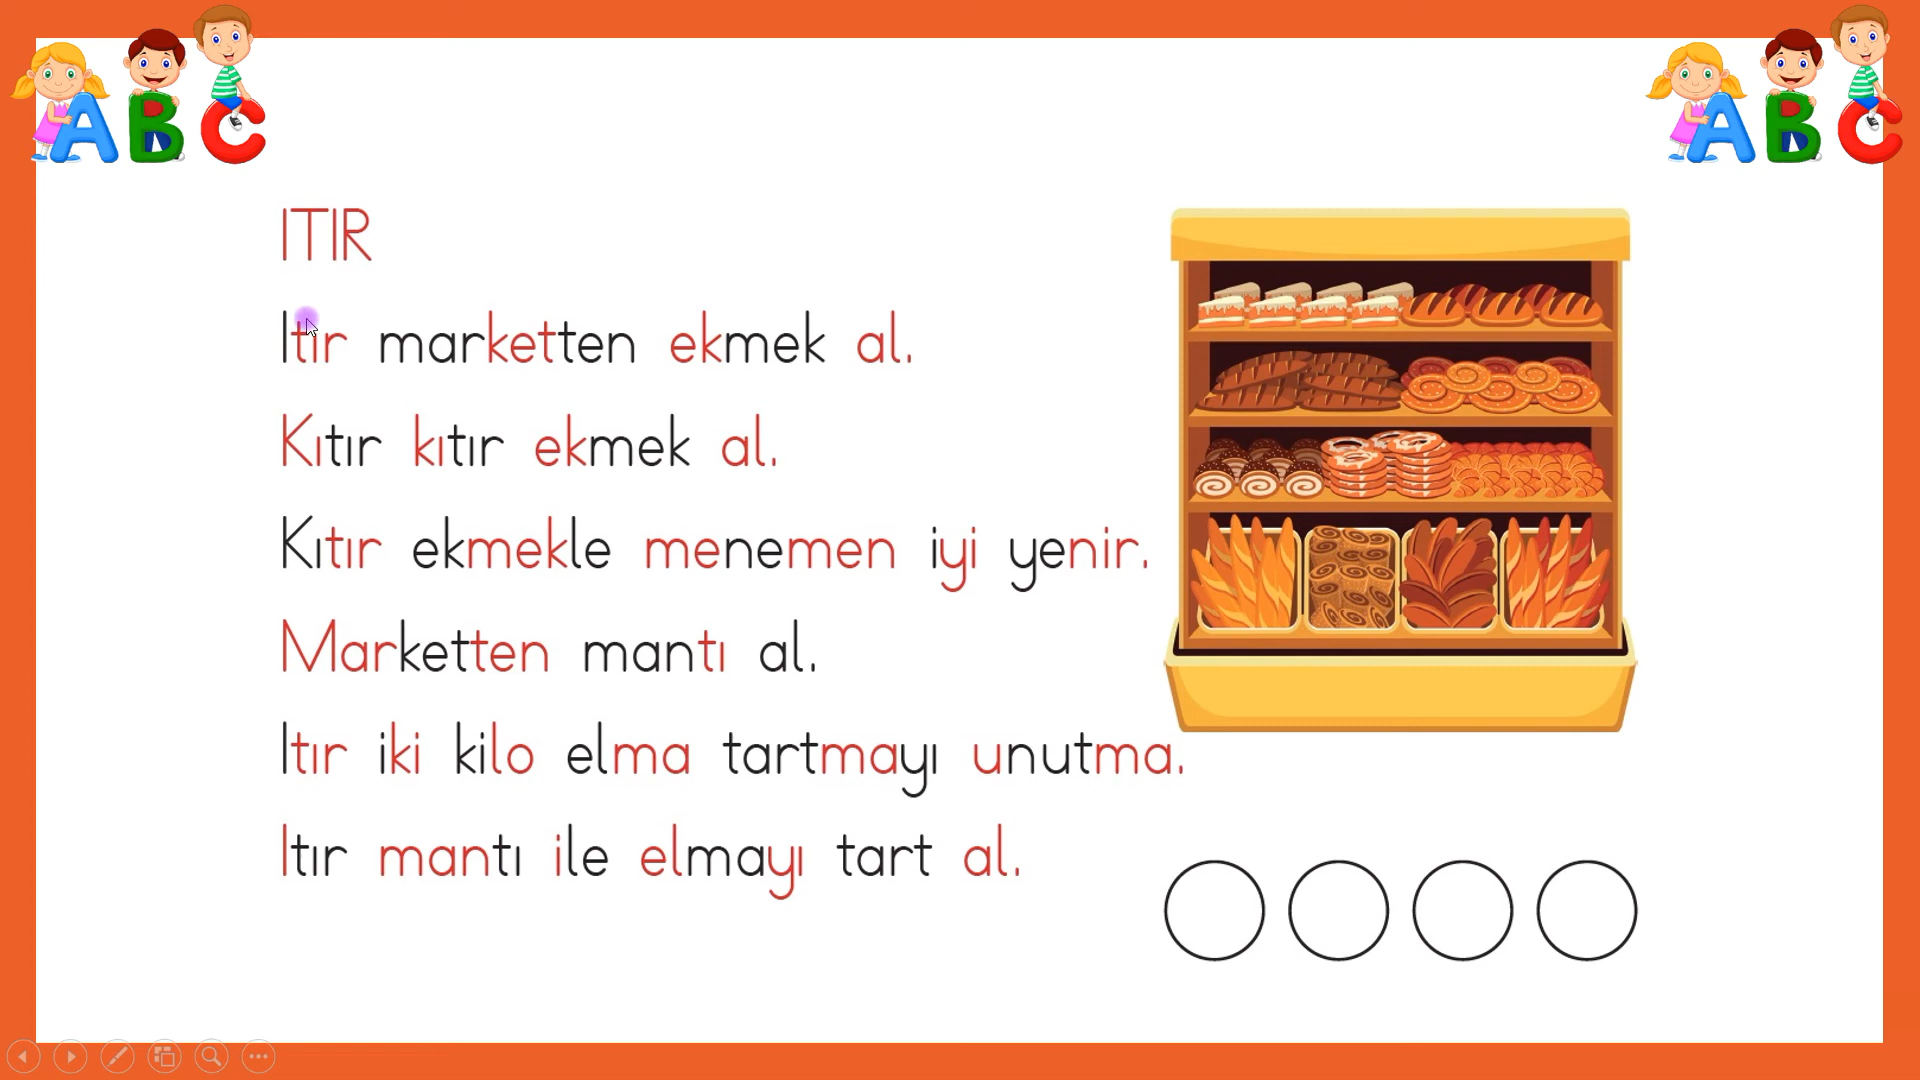 A B C
A B C
ITIR
Itır marketten ekmek al.
Kıtır kıtır ekmek al.
Kıtır ekmekle menemen iyi yenir.
Marketten mantı al.
Itır iki kilo elma tartmayı unutma.
Itır mantı ile elmayı tart al.